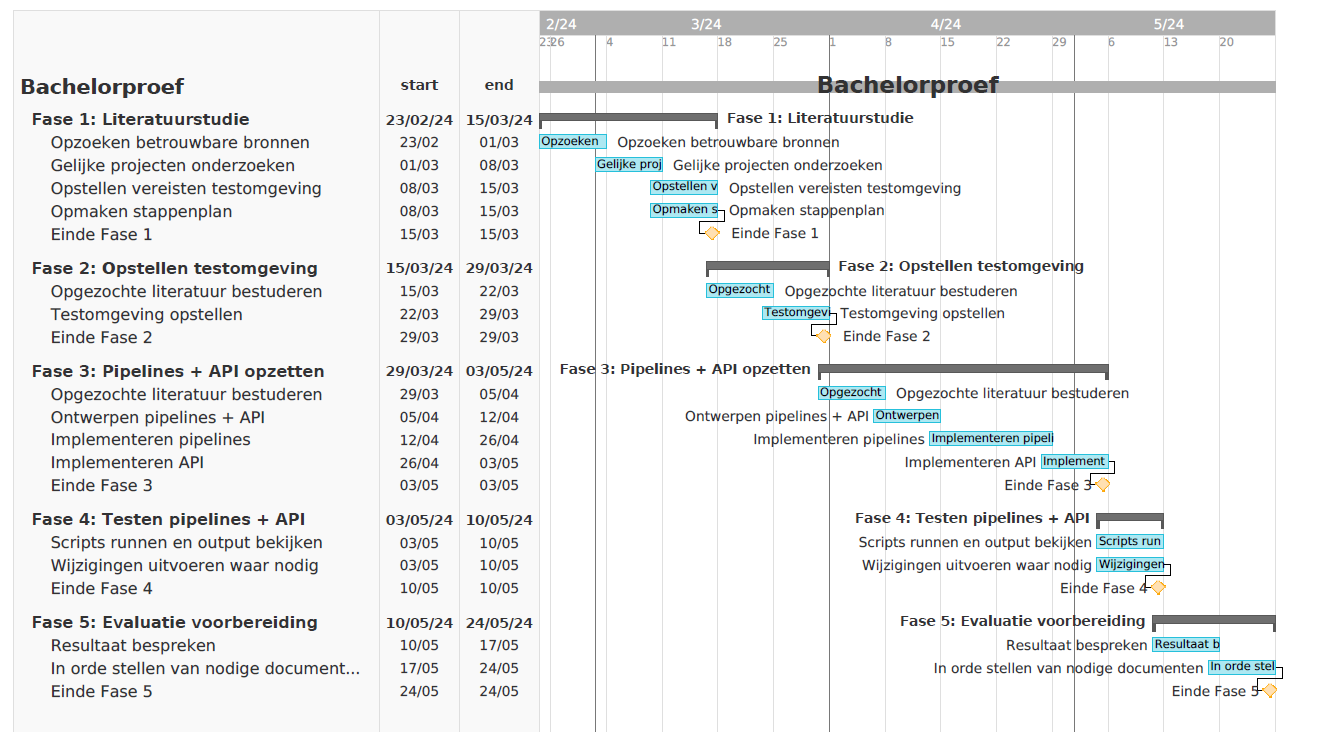 2/24 3/24 4/24 5/24
23 26 4 11 18 25 1 8 15 22 29 6 13 20
Bachelorproef start end Bachelorproef
Fase 1: Literatuurstudie 23/02/24 15/03/24 Fase 1: Literatuurstudie
Opzoeken betrouwbare bronnen 23/02 01/03 Opzoeken Opzoeken betrouwbare bronnen
Gelijke projecten onderzoeken 01/03 08/03 Gelijke proj Gelijke projecten onderzoeken
Opstellen vereisten testomgeving 08/03 15/03 Opstellen v Opstellen vereisten testomgeving
Opmaken stappenplan 08/03 15/03 Opmaken s Opmaken stappenplan
Einde Fase 1 15/03 15/03 Einde Fase 1
Fase 2: Opstellen testomgeving 15/03/24 29/03/24 Fase 2: Opstellen testomgeving
Opgezochte literatuur bestuderen 15/03 22/03 Opgezocht Opgezochte literatuur bestuderen
Testomgeving opstellen 22/03 29/03 Testomgevi Testomgeving opstellen
Einde Fase 2 29/03 29/03 Einde Fase 2
Fase 3: Pipelines + API opzetten 29/03/24 03/05/24 Fase 3: Pipelines + API opzetten
Opgezochte literatuur bestuderen 29/03 05/04 Opgezocht Opgezochte literatuur bestuderen
Ontwerpen pipelines + API 05/04 12/04 Ontwerpen pipelines + API Ontwerpen
Implementeren pipelines 12/04 26/04 Implementeren pipelines Implementeren pipeli
Implementeren API 26/04 03/05 Implementeren API Implement
Einde Fase 3 03/05 03/05 Einde Fase 3
Fase 4: Testen pipelines + API 03/05/24 10/05/24 Fase 4: Testen pipelines + API
Scripts runnen en output bekijken 03/05 10/05 Scripts runnen en output bekijken Scripts run
Wijzigingen uitvoeren waar nodig 03/05 10/05 Wijzigingen uitvoeren waar nodig Wijzigingen
Einde Fase 4 10/05 10/05 Einde Fase 4
Fase 5: Evaluatie voorbereiding 10/05/24 24/05/24 Fase 5: Evaluatie voorbereiding
Resultaat bespreken 10/05 17/05 Resultaat bespreken Resultaat b
In orde stellen van nodige document... 17/05 24/05 In orde stellen van nodige documenten In orde stel
Einde Fase 5 24/05 24/05 Einde Fase 5